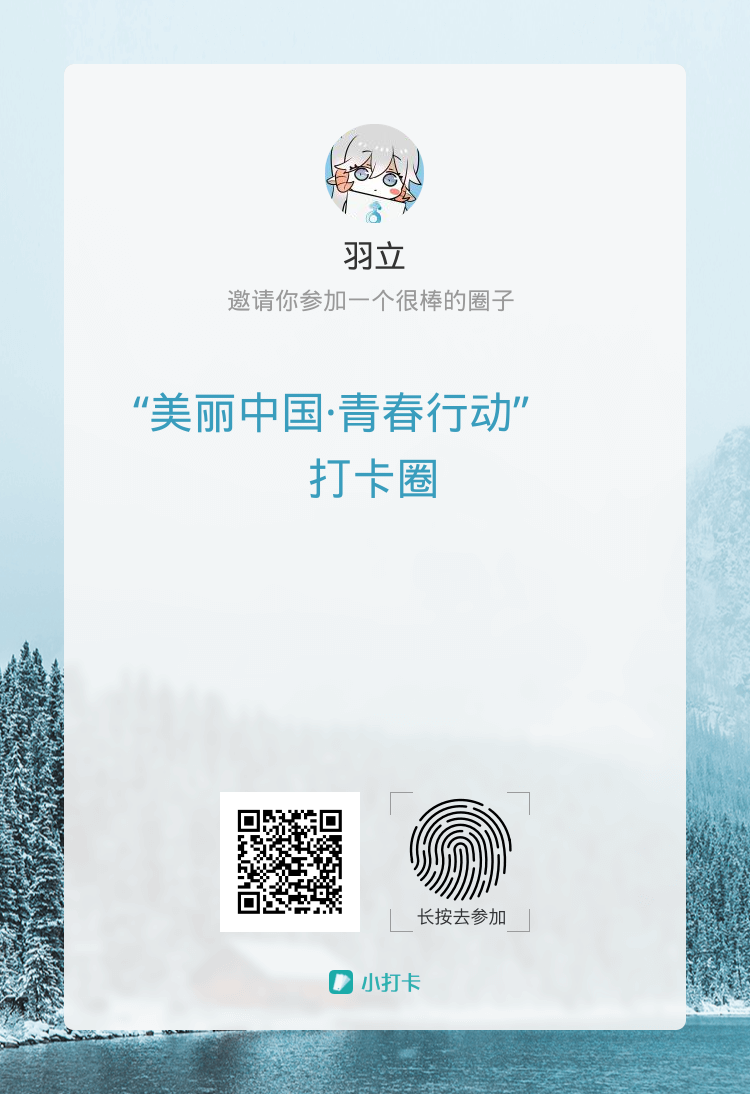 羽立
邀请你参加一个很棒的圈子
“美丽中国·青春行动”
打卡圈
长按去参加
小打卡